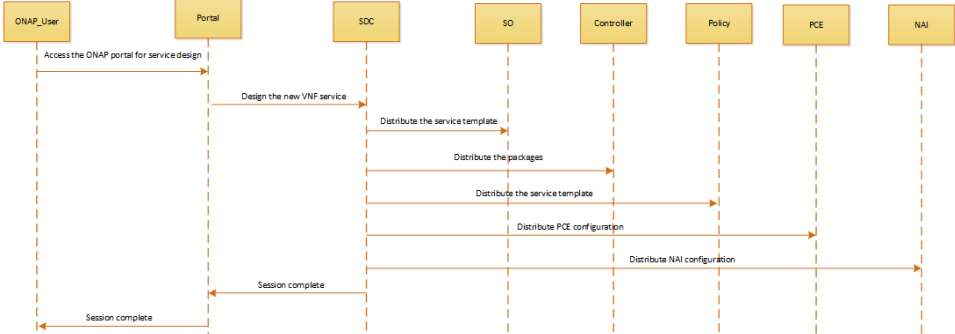 ONAP_User
Portal
SDC
SO
Controller
Policy
PCE
NAI
Access the ONAP portal for service design
Design the new VNF service
Distribute the service template
Distribute the packages
Distribute the service template
Distribute PCE configuration
Distribute NAI configuration
Session complete
Session complete